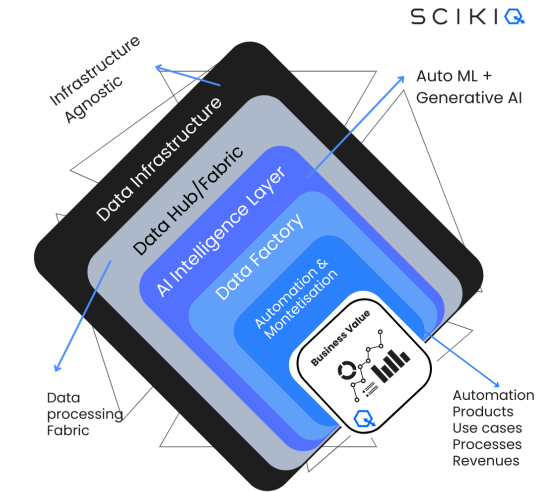 SCIKIQ
Infrastructure
Agnostic
Auto ML +
Generative AI
Data Infrastructure
Data Hub/Fabric
AI Intelligence Layer
Data Factory
Automation &
Montetisation
Business Value
Data
processing
Fabric
Automation
Products
Use cases
Processes
Revenues